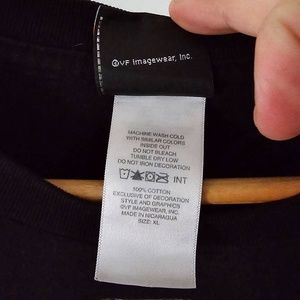 ©VF Imagewear, Inc.
MACHINE WASH COLD
WITH SIMILAR COLORS
INSIDE OUT
DO NOT BLEACH
TUMBLE DRY LOW
DO NOT IRON DECORATION
INT
100% COTTON
EXCLUSIVE OF DECORATION
STYLE AND GRAPHICS
©VF IMAGEWEAR, INC.
MADE IN NICARAGUA
SIZE: XL